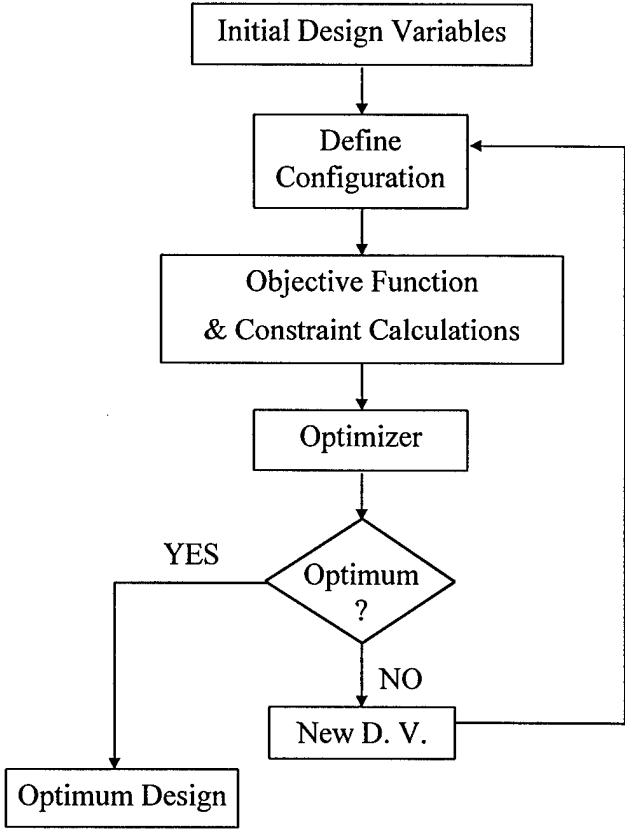 Initial Design Variables
Define
Configuration
Objective Function
& Constraint Calculations
Optimizer
YES
Optimum
?
NO
New D. V.
Optimum Design